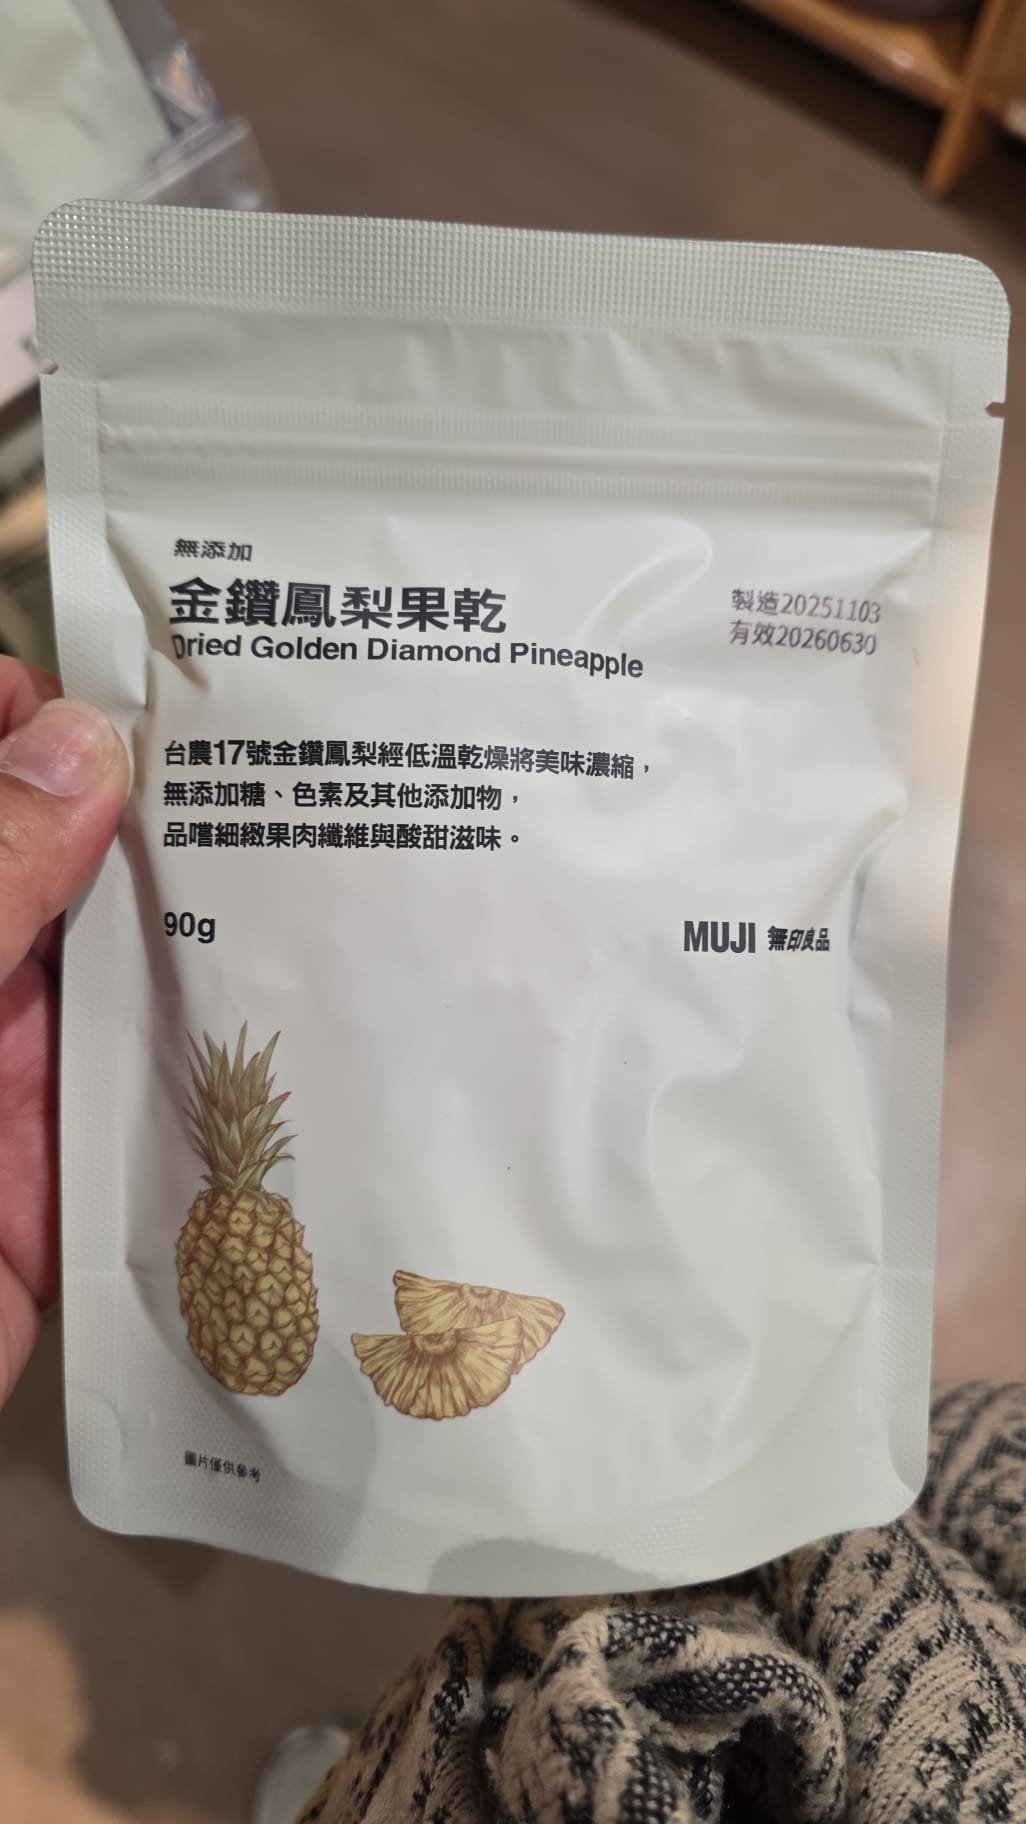 無添加
金鑽鳳梨果乾
Dried Golden Diamond Pineapple
製造20251103
有效20260630
台農17號金鑽鳳梨經低溫乾燥將美味濃縮，
無添加糖、色素及其他添加物，
品嚐細緻果肉纖維與酸甜滋味。
90g
MUJI 無印良品
圖片僅供參考